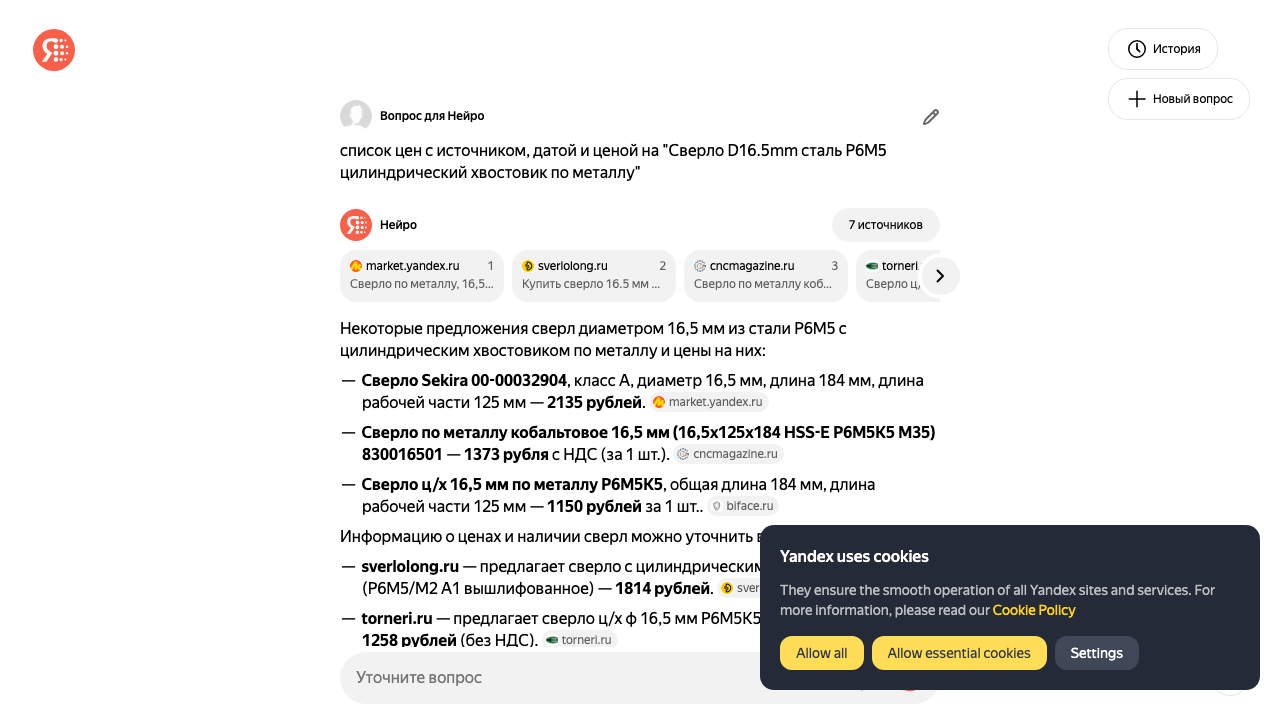 История
Новый вопрос
Вопрос для Нейро
список цен с источником, датой и ценой на "Сверло D16.5mm сталь Р6М5
цилиндрический хвостовик по металлу"
Нейро
7 источников
market.yandex.ru 1
Сверло по металлу, 16,5...
sverlolong.ru 2
Купить сверло 16.5 мм ...
cncmagazine.ru 3
Сверло по металлу коб...
torneri
Сверло ц/
Некоторые предложения сверл диаметром 16,5 мм из стали Р6М5 с
цилиндрическим хвостовиком по металлу и цены на них:
— Сверло Sekira 00-00032904, класс А, диаметр 16,5 мм, длина 184 мм, длина
рабочей части 125 мм — 2135 рублей. market.yandex.ru
— Сверло по металлу кобальтовое 16,5 мм (16,5x125x184 HSS-E Р6М5К5 М35)
830016501 — 1373 рубля с НДС (за 1 шт.). cncmagazine.ru
— Сверло ц/х 16,5 мм по металлу Р6М5К5, общая длина 184 мм, длина
рабочей части 125 мм — 1150 рублей за 1 шт.. biface.ru
Информацию о ценах и наличии сверл можно уточнить
— sverlolong.ru — предлагает сверло с цилиндрическим
(Р6М5/М2 А1 вышлифованное) — 1814 рублей. sver
— torneri.ru — предлагает сверло ц/х ф 16,5 мм Р6М5К5
1258 рублей (без НДС). torneri.ru
Уточните вопрос
Yandex uses cookies
They ensure the smooth operation of all Yandex sites and services. For
more information, please read our Cookie Policy
Allow all
Allow essential cookies
Settings